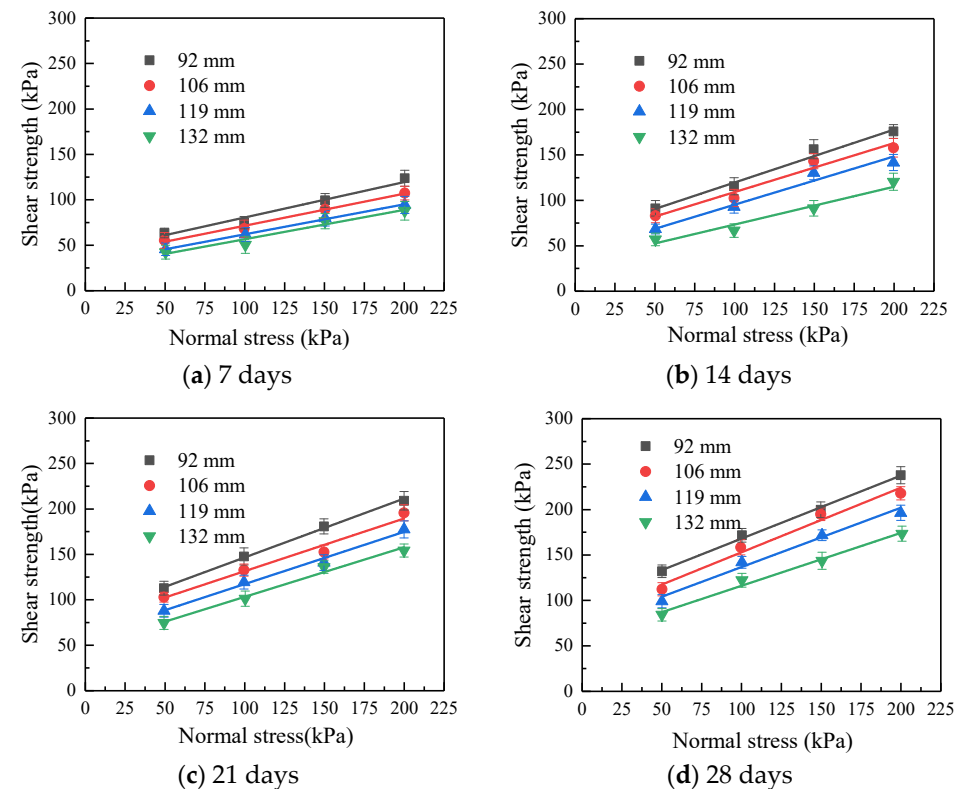 300
250
200
150
100
50
0
Shear strength (kPa)
92 mm
106 mm
119 mm
132 mm
0 25 50 75 100 125 150 175 200 225
Normal stress (kPa)
(a) 7 days
300
250
200
150
100
50
0
Shear strength (kPa)
92 mm
106 mm
119 mm
132 mm
0 25 50 75 100 125 150 175 200 225
Normal stress (kPa)
(b) 14 days
300
250
200
150
100
50
0
Shear strength(kPa)
92 mm
106 mm
119 mm
132 mm
0 25 50 75 100 125 150 175 200 225
Normal stress(kPa)
(c) 21 days
300
250
200
150
100
50
0
Shear strength (kPa)
92 mm
106 mm
119 mm
132 mm
0 25 50 75 100 125 150 175 200 225
Normal stress (kPa)
(d) 28 days